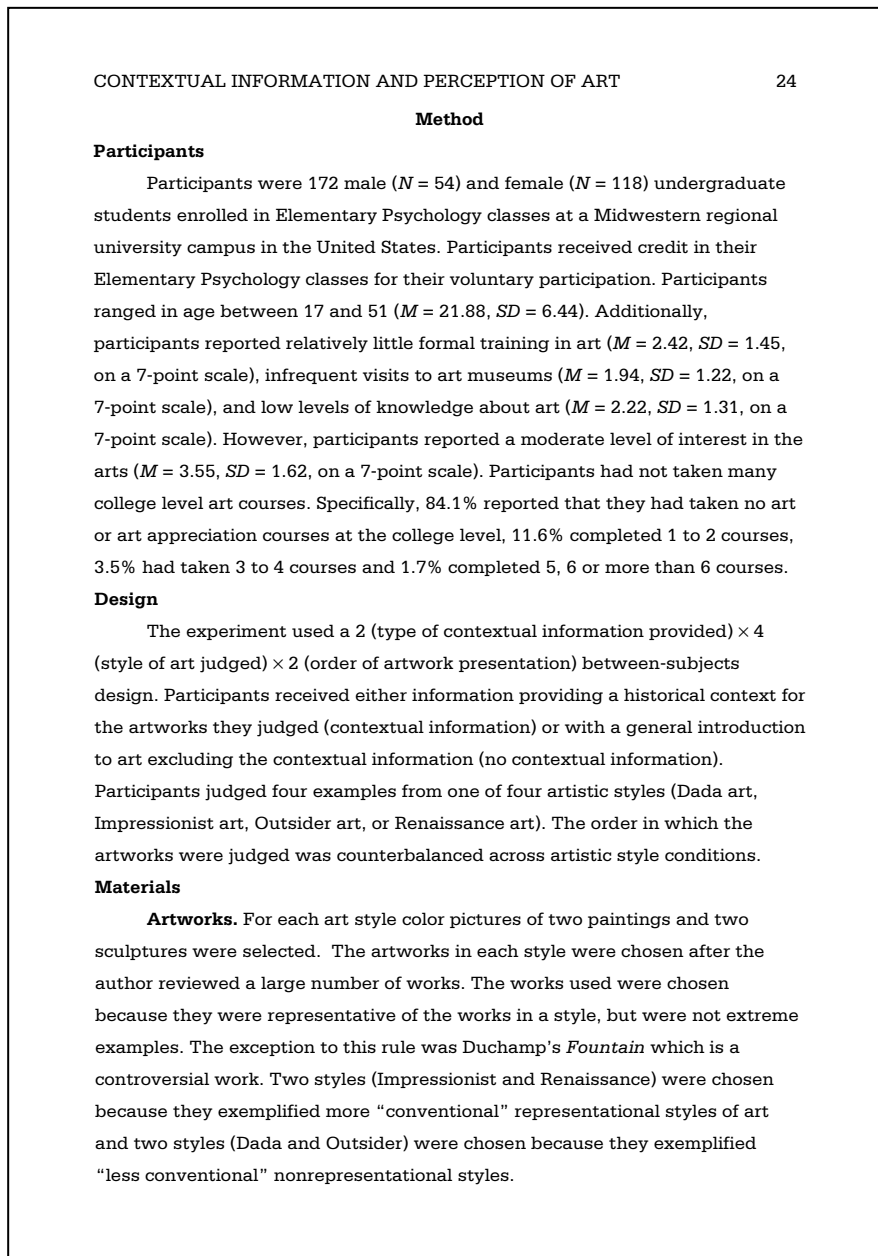 CONTEXTUAL INFORMATION AND PERCEPTION OF ART 24
Method
Participants
Participants were 172 male (N = 54) and female (N = 118) undergraduate
students enrolled in Elementary Psychology classes at a Midwestern regional
university campus in the United States. Participants received credit in their
Elementary Psychology classes for their voluntary participation. Participants
ranged in age between 17 and 51 (M = 21.88, SD = 6.44). Additionally,
participants reported relatively little formal training in art (M = 2.42, SD = 1.45,
on a 7-point scale), infrequent visits to art museums (M = 1.94, SD = 1.22, on a
7-point scale), and low levels of knowledge about art (M = 2.22, SD = 1.31, on a
7-point scale). However, participants reported a moderate level of interest in the
arts (M = 3.55, SD = 1.62, on a 7-point scale). Participants had not taken many
college level art courses. Specifically, 84.1% reported that they had taken no art
or art appreciation courses at the college level, 11.6% completed 1 to 2 courses,
3.5% had taken 3 to 4 courses and 1.7% completed 5, 6 or more than 6 courses.
Design
The experiment used a 2 (type of contextual information provided) × 4
(style of art judged) × 2 (order of artwork presentation) between-subjects
design. Participants received either information providing a historical context for
the artworks they judged (contextual information) or with a general introduction
to art excluding the contextual information (no contextual information).
Participants judged four examples from one of four artistic styles (Dada art,
Impressionist art, Outsider art, or Renaissance art). The order in which the
artworks were judged was counterbalanced across artistic style conditions.
Materials
Artworks. For each art style color pictures of two paintings and two
sculptures were selected.  The artworks in each style were chosen after the
author reviewed a large number of works. The works used were chosen
because they were representative of the works in a style, but were not extreme
examples. The exception to this rule was Duchamp’s Fountain which is a
controversial work. Two styles (Impressionist and Renaissance) were chosen
because they exemplified more “conventional” representational styles of art
and two styles (Dada and Outsider) were chosen because they exemplified
“less conventional” nonrepresentational styles.